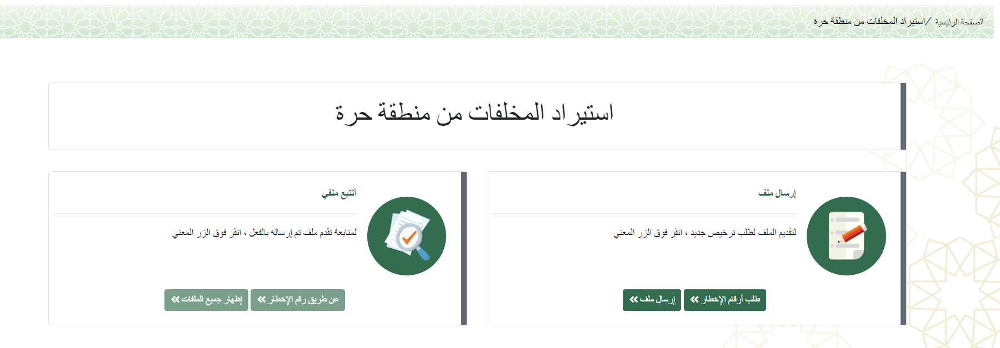 الصفحة الرئيسية / استيراد المخلفات من منطقة حرة
استيراد المخلفات من منطقة حرة
إرسال ملف
لتقديم الملف لطلب ترخيص جديد ، انقر فوق الزر المعني
طلب أرقام الإخطار »
إرسال ملف »
أتتبع ملفي
لمتابعة تقدم ملف تم إرساله بالفعل ، انقر فوق الزر المعني
عن طريق رقم الإخطار »
إظهار جميع الملفات »